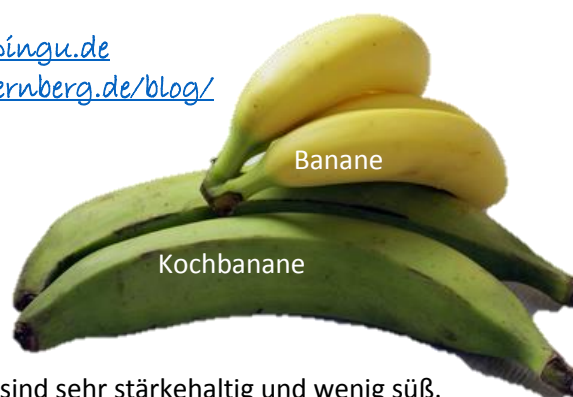 pingu.de
ernberg.de/blog/
Banane
Kochbanane
sind sehr stärkehaltig und wenig süß.